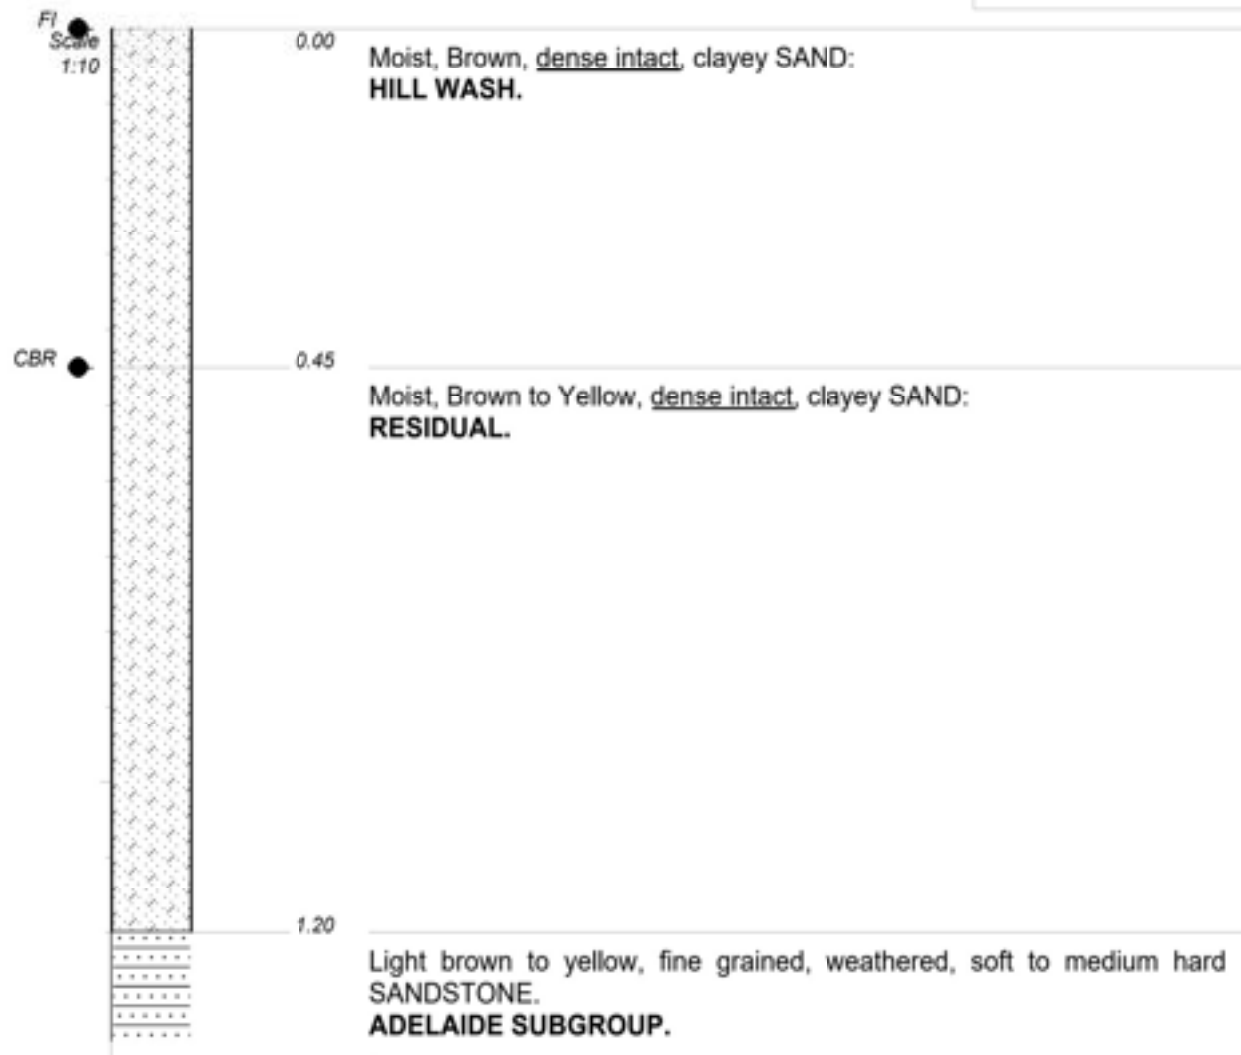 FI
Scale
1:10
0.00
Moist, Brown, dense intact, clayey SAND:
HILL WASH.
CBR
0.45
Moist, Brown to Yellow, dense intact, clayey SAND:
RESIDUAL.
1.20
Light brown to yellow, fine grained, weathered, soft to medium hard
SANDSTONE.
ADELAIDE SUBGROUP.